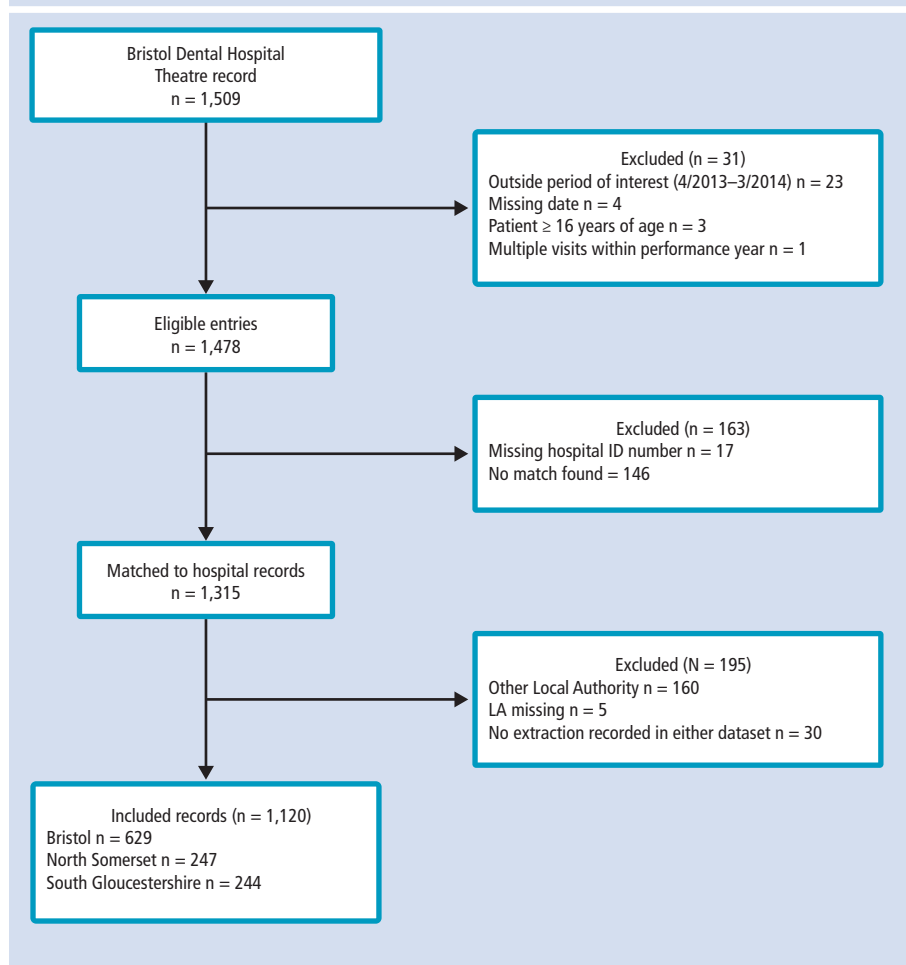 Bristol Dental Hospital
Theatre record
n = 1,509
Excluded (n = 31)
Outside period of interest (4/2013–3/2014) n = 23
Missing date n = 4
Patient ≥ 16 years of age n = 3
Multiple visits within performance year n = 1
Eligible entries
n = 1,478
Excluded (n = 163)
Missing hospital ID number n = 17
No match found = 146
Matched to hospital records
n = 1,315
Excluded (N = 195)
Other Local Authority n = 160
LA missing n = 5
No extraction recorded in either dataset n = 30
Included records (n = 1,120)
Bristol n = 629
North Somerset n = 247
South Gloucestershire n = 244